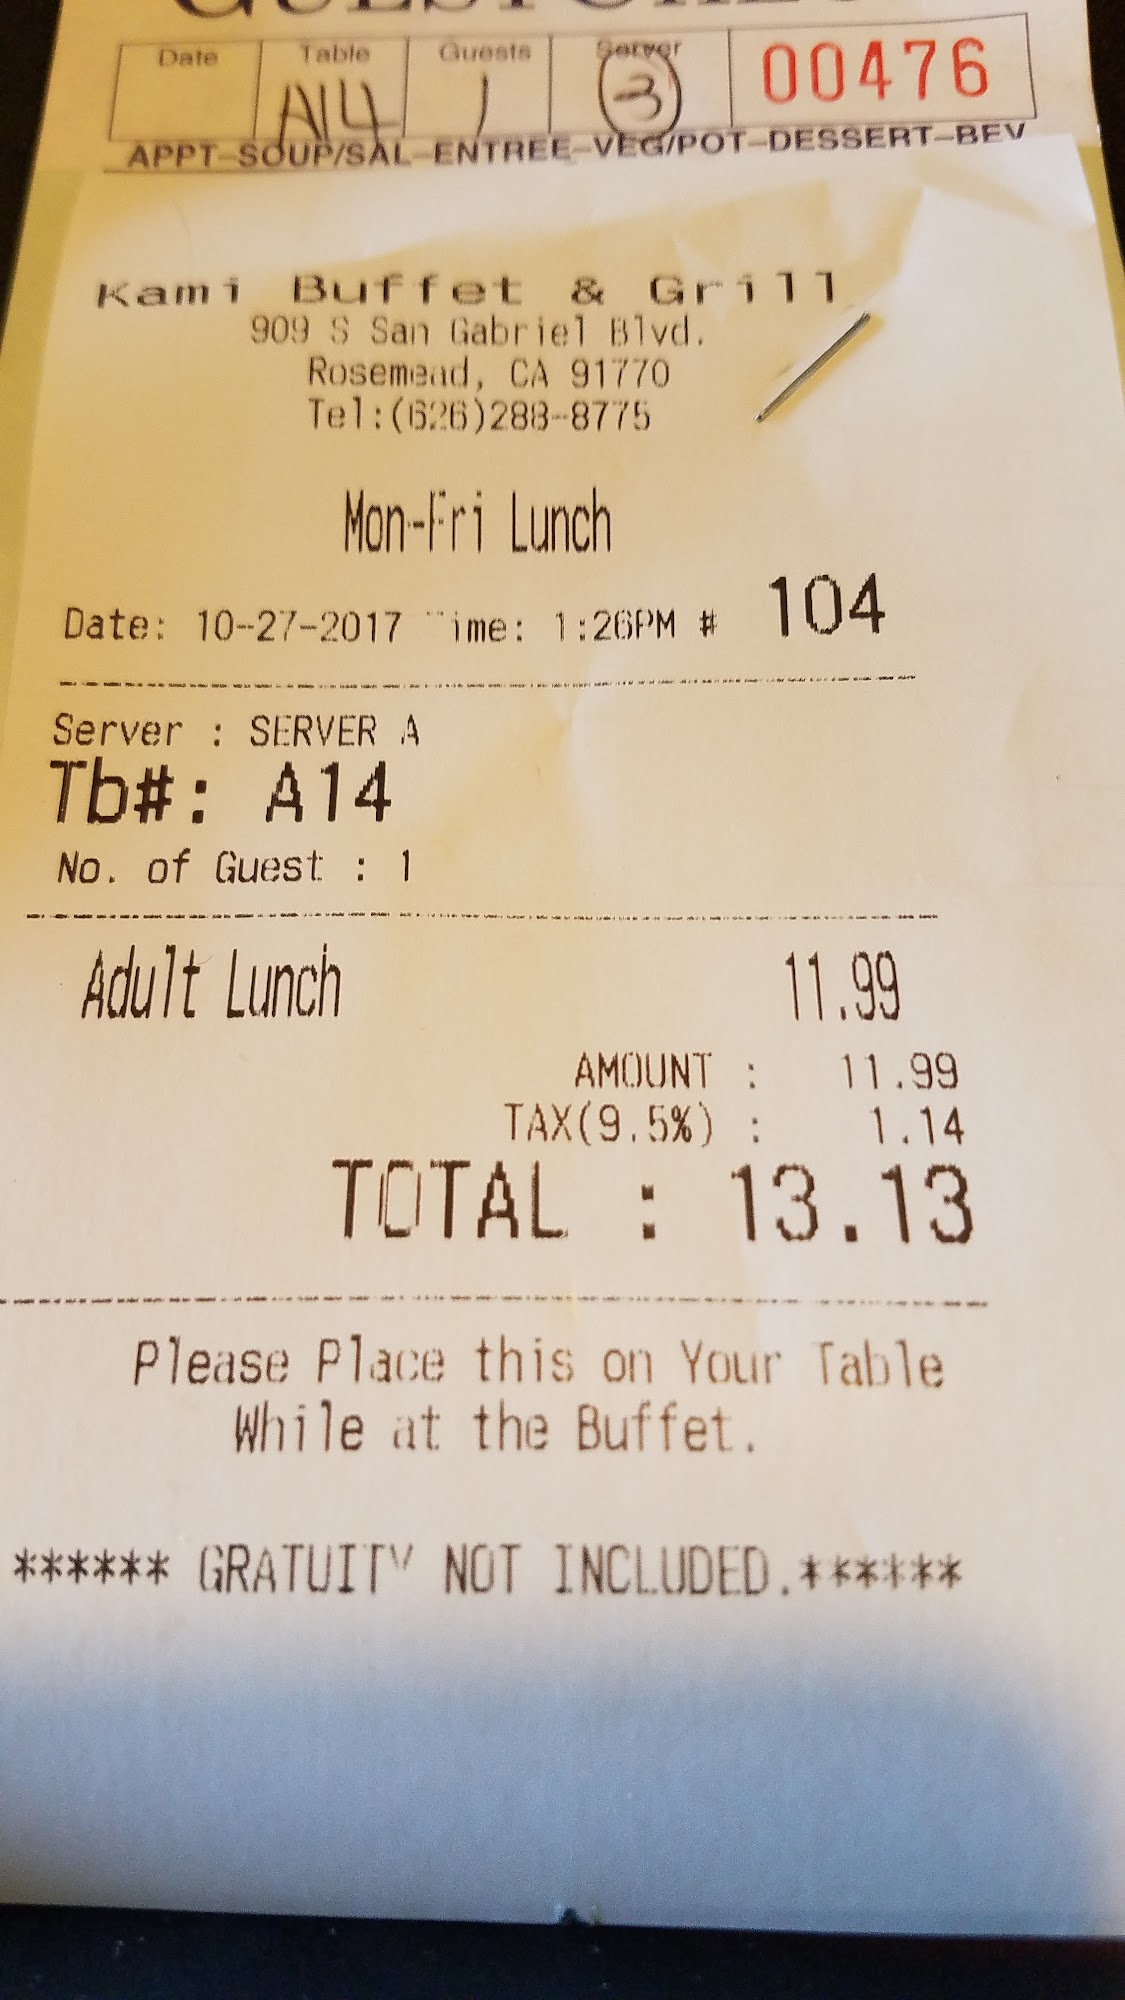 GUESTCHECK
Date Table Guests Server 00476
A14 1 3
APPT-SOUP/SAL-ENTREE-VEG/POT-DESSERT-BEV
Kami Buffet & Grill
909 S San Gabriel Blvd.
Rosemead, CA 91770
Tel:(626)288-8775
Mon-Fri Lunch
Date: 10-27-2017 Time: 1:26PM # 104
Server : SERVER A
Tb#: A14
No. of Guest : 1
Adult Lunch 11.99
AMOUNT : 11.99
TAX(9.5%) : 1.14
TOTAL : 13.13
Please Place this on Your Table
While at the Buffet.
****** GRATUITY NOT INCLUDED.******